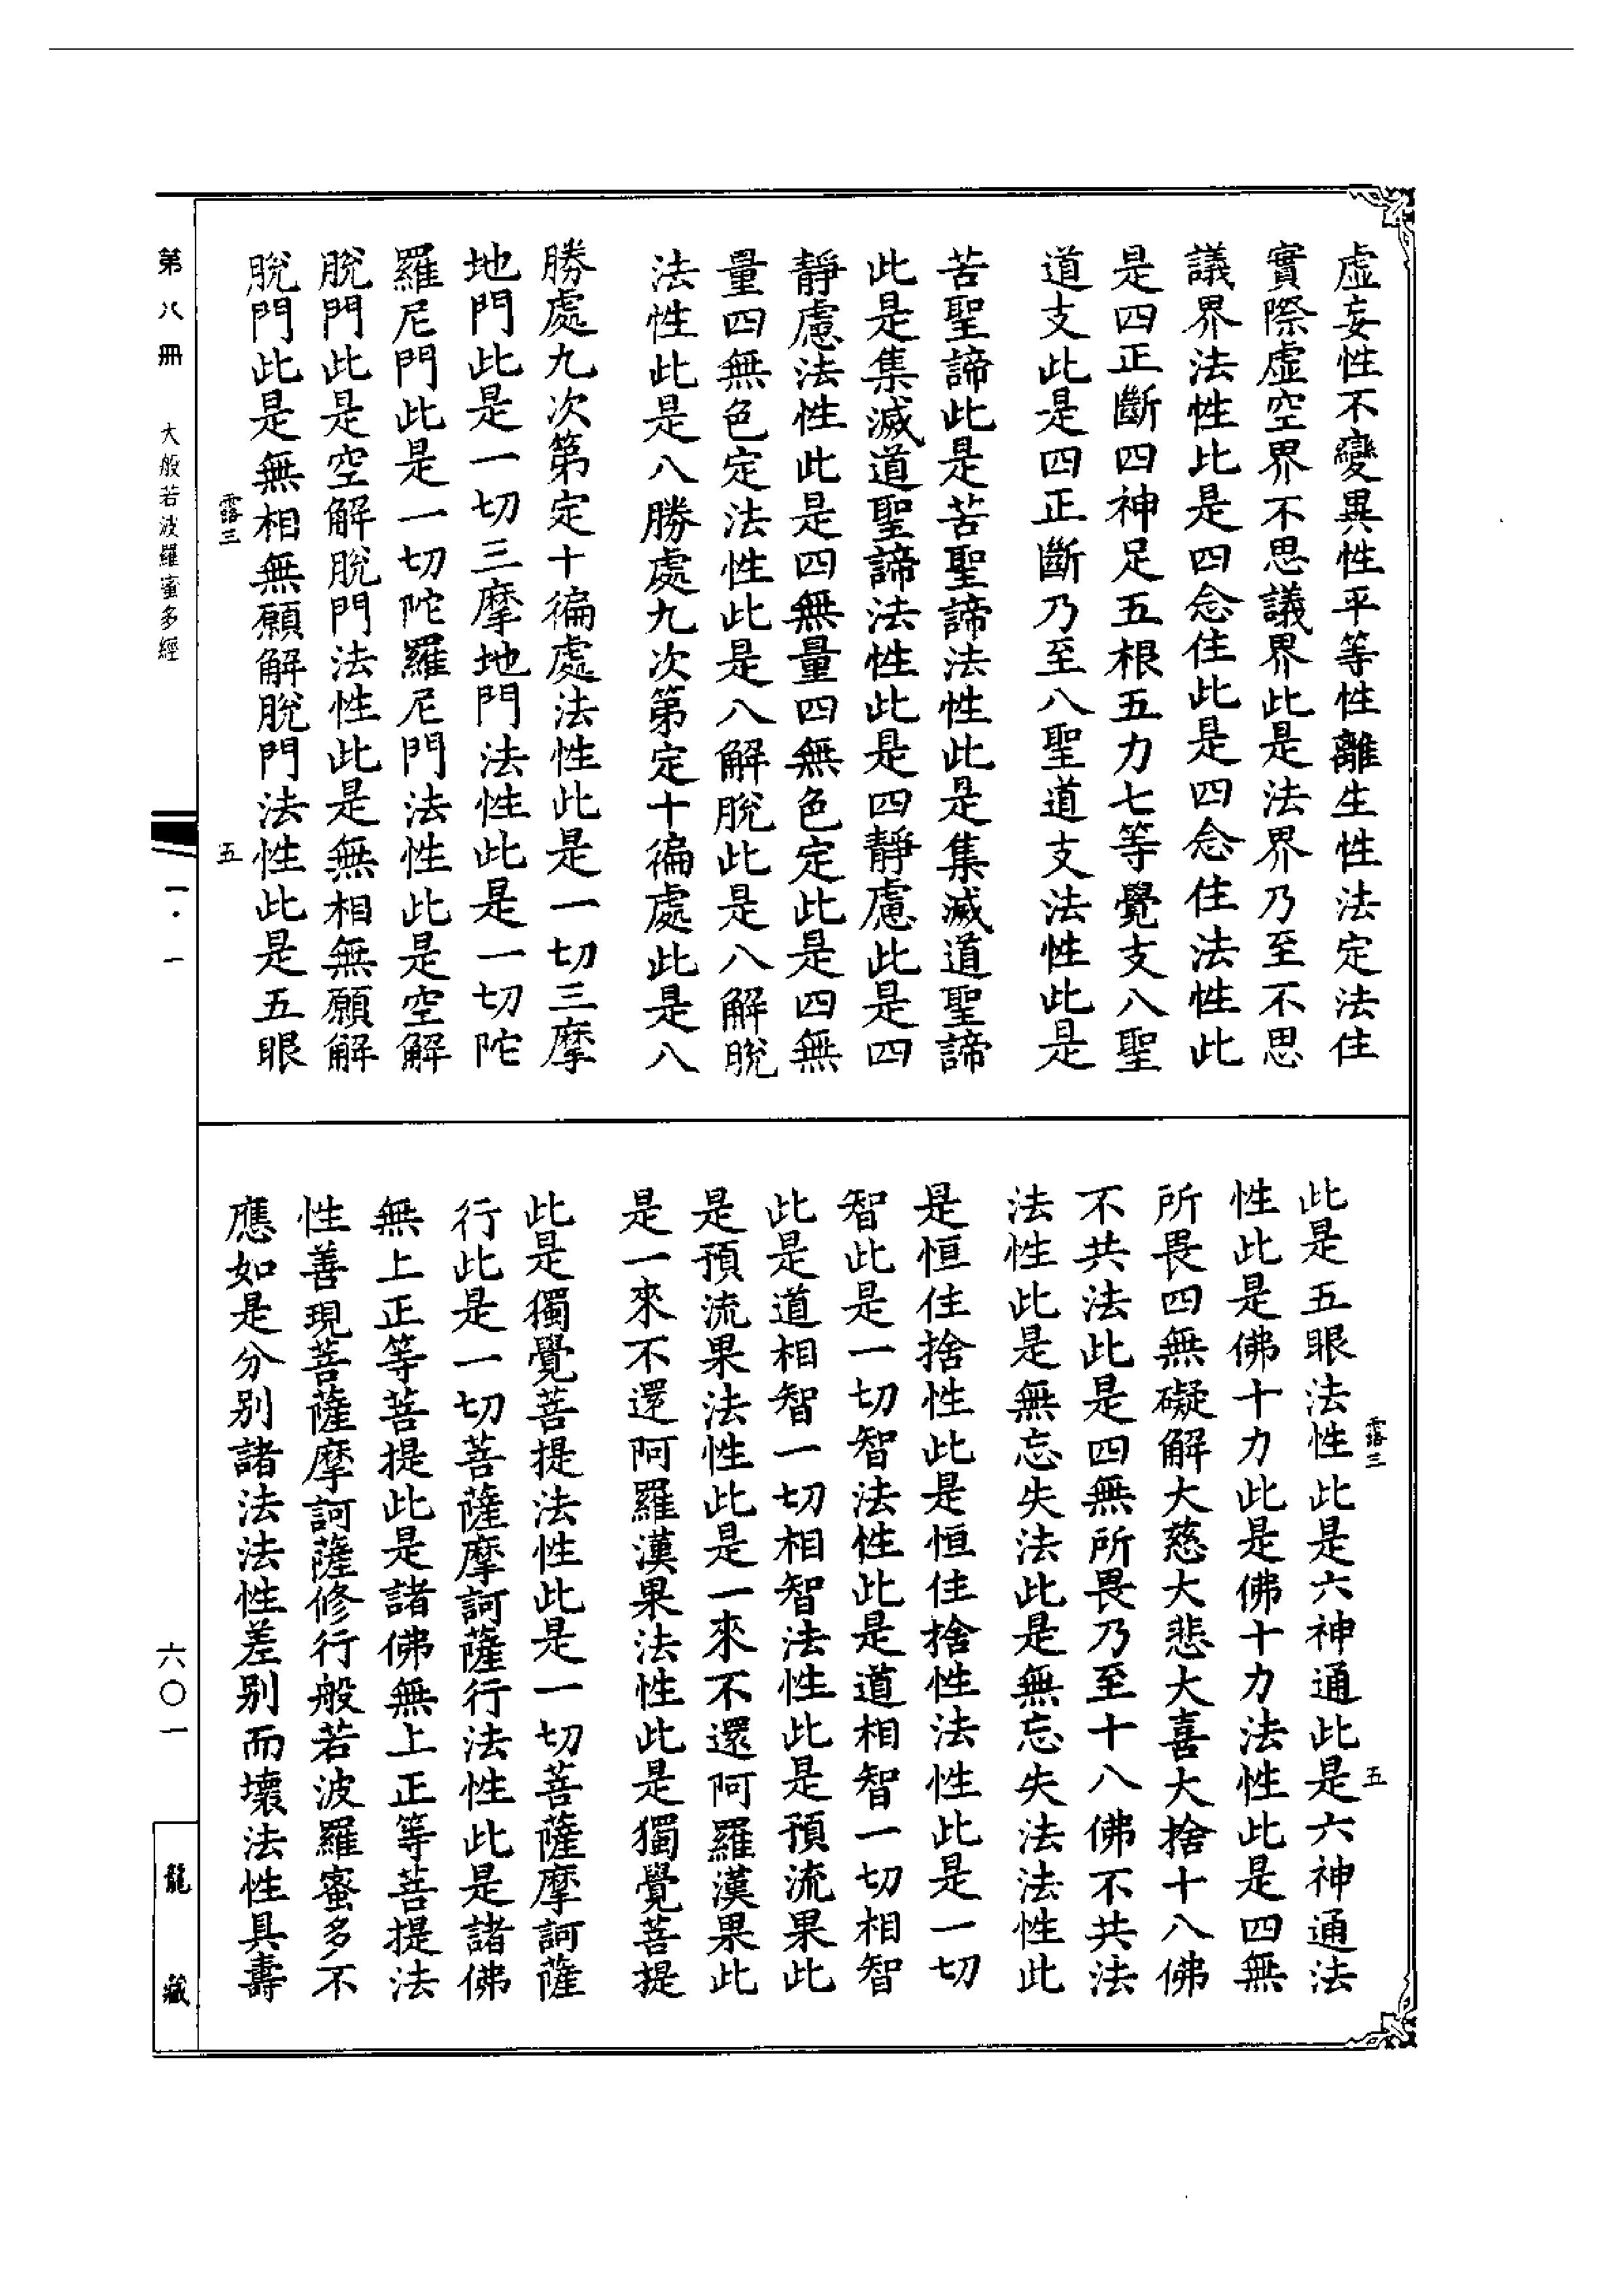 虛妄性不變異性平等性離生性法定法住
實際虛空界不思議界此是法界乃至不思
議界法性比是四念住此是四念住法性此
是四正斷四神足五根五力七等覺支八聖
道支此是四正斷乃至八聖道支法性此是
苦聖諦此是苦聖諦法性此是集滅道聖諦
此是集滅道聖諦法性此是四靜慮此是四
靜慮法性此是四無量四無色定此是四無
量四無色定法性此是八解脫此是八解脫
法性此是八勝處九次第定十徧處此是八
勝處九次第定十徧處法性此是一切三摩
地門此是一切三摩地門法性此是一切陀
羅尼門此是一切陀羅尼門法性此是空解
脫門此是空解脫門法性此是無相無願解
脫門此是無相無願解脫門法性此是五眼
露三
五
此是五眼法性此是六神通此是六神通法
性此是佛十力此是佛十力法性此是四無
所畏四無礙解大慈大悲大喜大捨十八佛
不共法此是四無所畏乃至十八佛不共法
法性此是無忘失法此是無忘失法法性此
是恒住捨性此是恒住捨性法性此是一切
智此是一切智法性此是道相智一切相智
此是道相智一切相智法性此是預流果此
是預流果法性此是一來不還阿羅漢果此
是一來不還阿羅漢果法性此是獨覺菩提
此是獨覺菩提法性此是一切菩薩摩訶薩
行此是一切菩薩摩訶薩行法性此是諸佛
無上正等菩提此是諸佛無上正等菩提法
性善現菩薩摩訶薩修行般若波羅蜜多不
應如是分別諸法法性差別而壞法性具壽
露三
五
第八冊
大般若波羅蜜多經
一·一
六〇一
龍藏